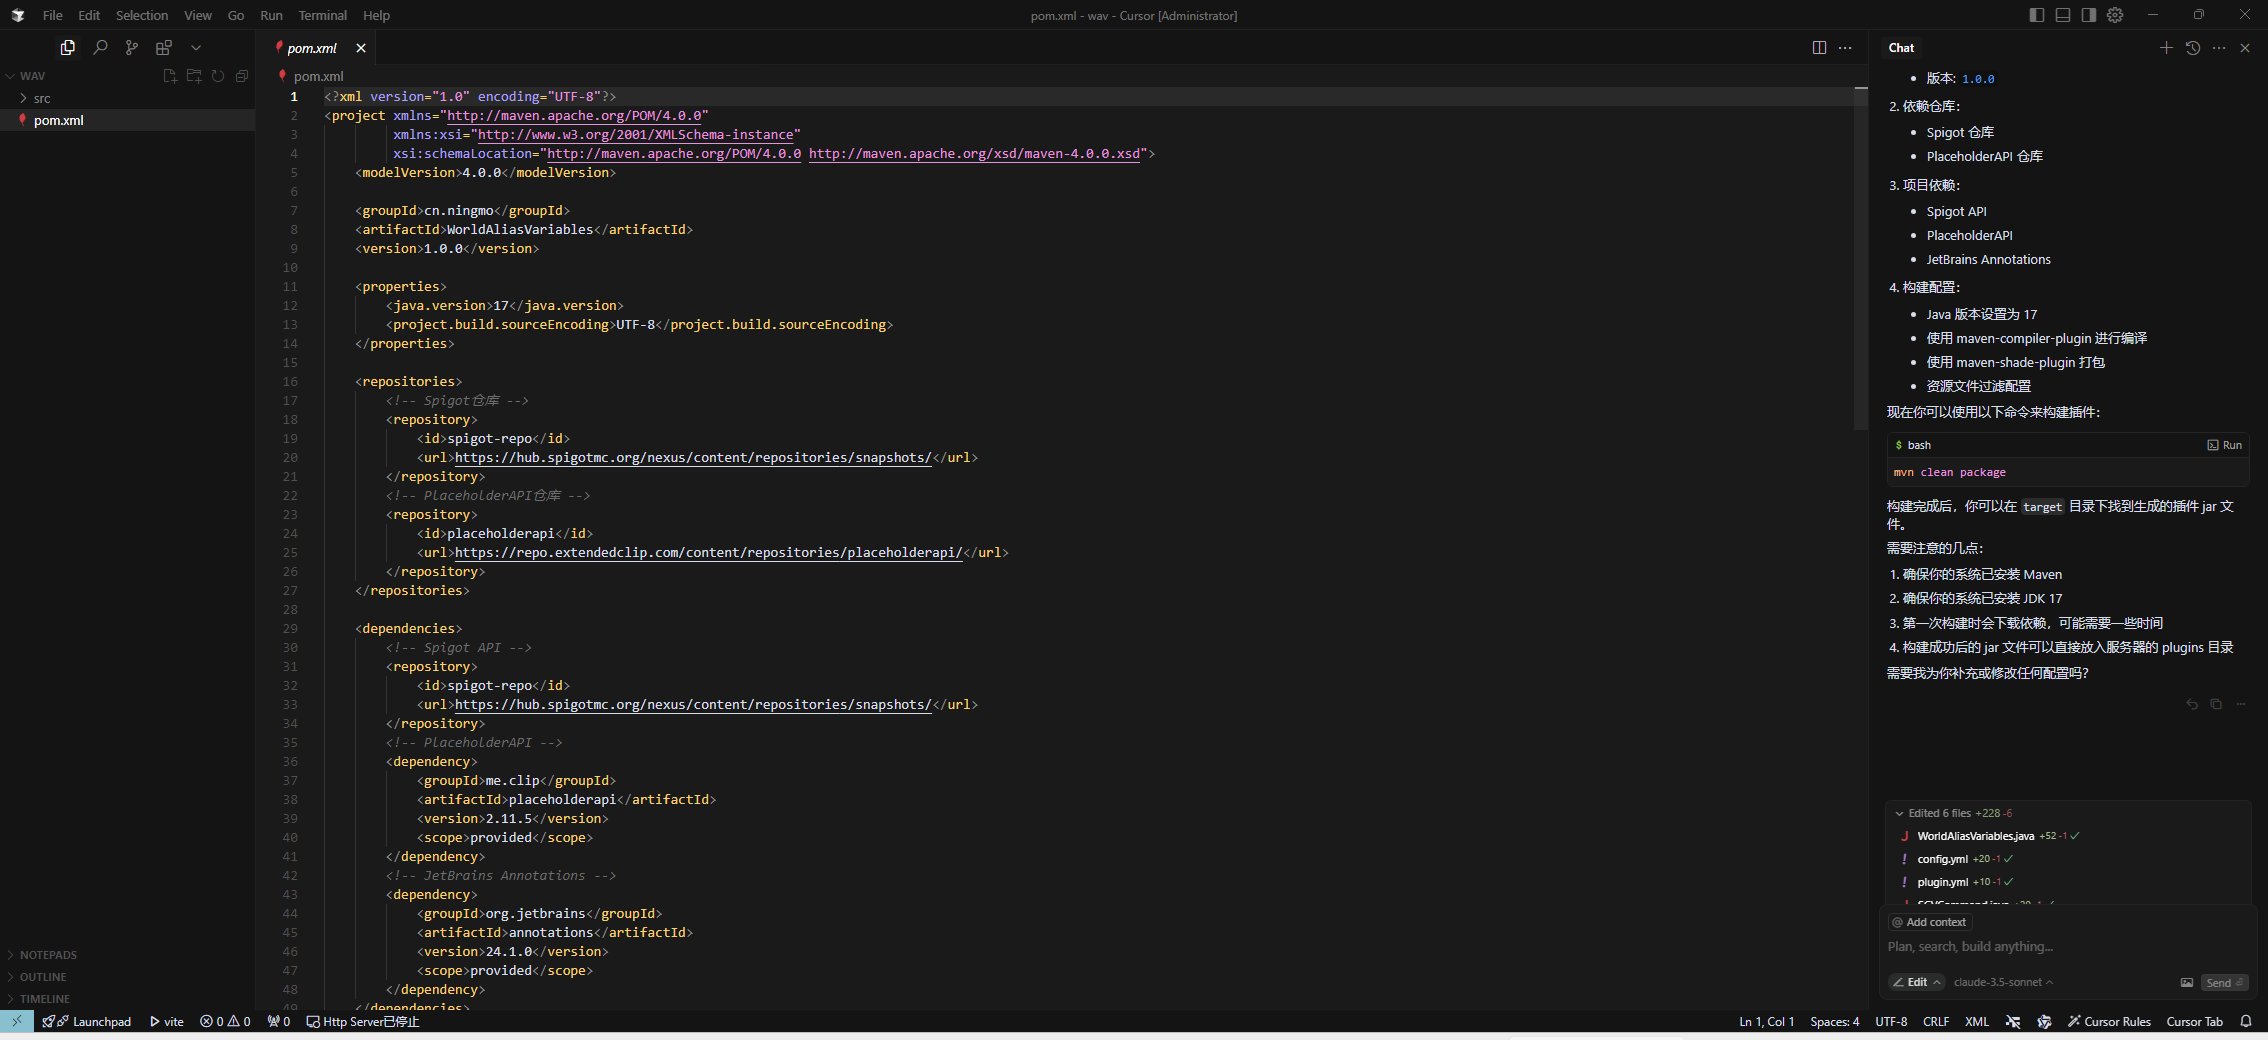 File Edit Selection View Go Run Terminal Help
pom.xml - wav - Cursor [Administrator]
WAV
src
pom.xml
NOTEPADS
OUTLINE
TIMELINE
pom.xml
pom.xml
1 <?xml version="1.0" encoding="UTF-8"?>
2 <project xmlns="http://maven.apache.org/POM/4.0.0"
3 xmlns:xsi="http://www.w3.org/2001/XMLSchema-instance"
4 xsi:schemaLocation="http://maven.apache.org/POM/4.0.0 http://maven.apache.org/xsd/maven-4.0.0.xsd">
5 <modelVersion>4.0.0</modelVersion>
6
7 <groupId>cn.ningmo</groupId>
8 <artifactId>WorldAliasVariables</artifactId>
9 <version>1.0.0</version>
10
11 <properties>
12 <java.version>17</java.version>
13 <project.build.sourceEncoding>UTF-8</project.build.sourceEncoding>
14 </properties>
15
16 <repositories>
17 <!-- Spigot仓库 -->
18 <repository>
19 <id>spigot-repo</id>
20 <url>https://hub.spigotmc.org/nexus/content/repositories/snapshots/</url>
21 </repository>
22 <!-- PlaceholderAPI仓库 -->
23 <repository>
24 <id>placeholderapi</id>
25 <url>https://repo.extendedclip.com/content/repositories/placeholderapi/</url>
26 </repository>
27 </repositories>
28
29 <dependencies>
30 <!-- Spigot API -->
31 <repository>
32 <id>spigot-repo</id>
33 <url>https://hub.spigotmc.org/nexus/content/repositories/snapshots/</url>
34 </repository>
35 <!-- PlaceholderAPI -->
36 <dependency>
37 <groupId>me.clip</groupId>
38 <artifactId>placeholderapi</artifactId>
39 <version>2.11.5</version>
40 <scope>provided</scope>
41 </dependency>
42 <!-- JetBrains Annotations -->
43 <dependency>
44 <groupId>org.jetbrains</groupId>
45 <artifactId>annotations</artifactId>
46 <version>24.1.0</version>
47 <scope>provided</scope>
48 </dependency>
49 </dependencies>
Chat
• 版本: 1.0.0
2. 依赖仓库:
• Spigot 仓库
• PlaceholderAPI 仓库
3. 项目依赖:
• Spigot API
• PlaceholderAPI
• JetBrains Annotations
4. 构建配置:
• Java 版本设置为 17
• 使用 maven-compiler-plugin 进行编译
• 使用 maven-shade-plugin 打包
• 资源文件过滤配置
现在你可以使用以下命令来构建插件:
$ bash Run
mvn clean package
构建完成后，你可以在 target 目录下找到生成的插件 jar 文
件。
需要注意的几点:
1. 确保你的系统已安装 Maven
2. 确保你的系统已安装 JDK 17
3. 第一次构建时会下载依赖，可能需要一些时间
4. 构建成功后的 jar 文件可以直接放入服务器的 plugins 目录
需要我为你补充或修改任何配置吗?
Edited 6 files +228 -6
J WorldAliasVariables.java +52 -1
! config.yml +20 -1
! plugin.yml +10 -1
@ Add context
Plan, search, build anything...
Edit claude-3.5-sonnet Send
Launchpad vite 0 0 0 Http Server已停止
Ln 1, Col 1 Spaces: 4 UTF-8 CRLF XML Cursor Rules Cursor Tab